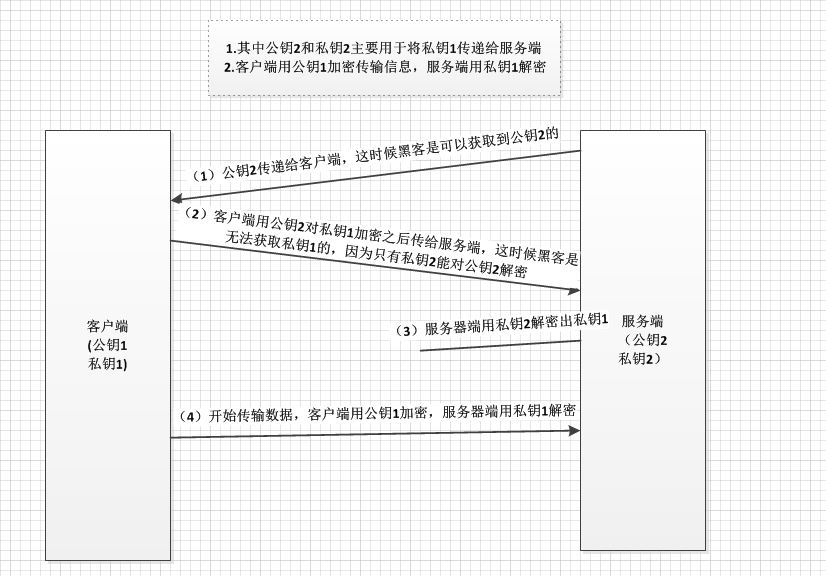 1.其中公钥2和私钥2主要用于将私钥1传递给服务端
2.客户端用公钥1加密传输信息，服务端用私钥1解密
（1）公钥2传递给客户端，这时候黑客是可以获取到公钥2的
（2）客户端用公钥2对私钥1加密之后传给服务端，这时候黑客是
无法获取私钥1的，因为只有私钥2能对公钥2解密
（3）服务器端用私钥2解密出私钥1
客户端
(公钥1
私钥1)
服务端
（公钥2
私钥2）
（4）开始传输数据，客户端用公钥1加密，服务器端用私钥1解密